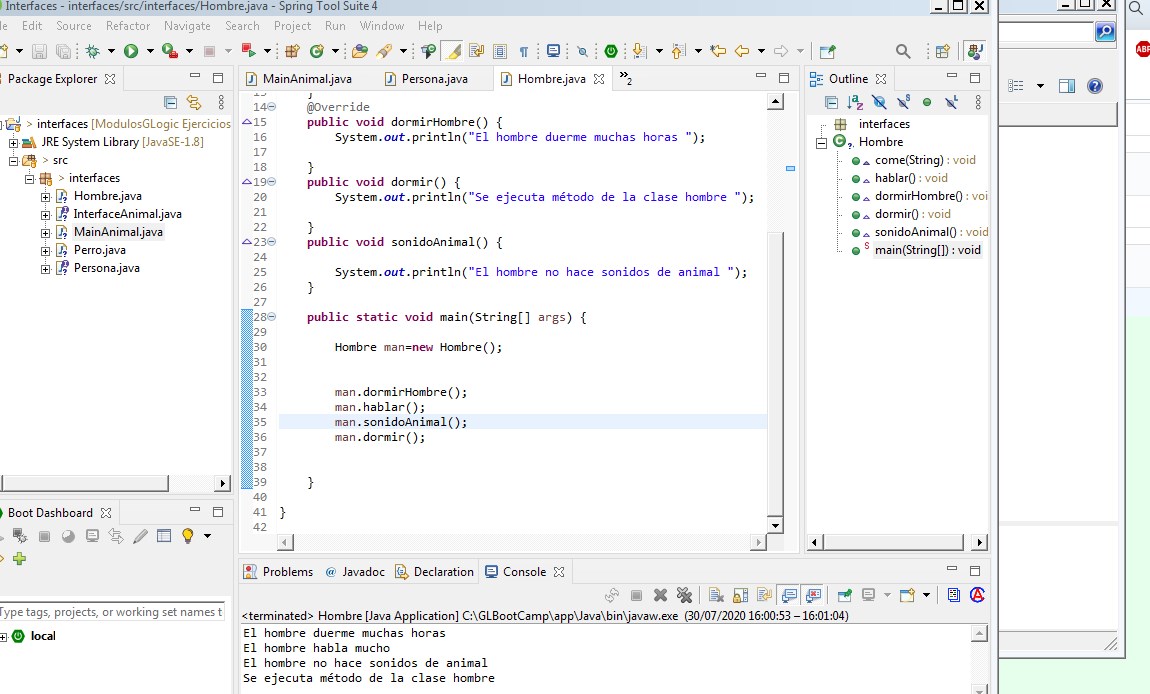 Interfaces - interfaces/src/interfaces/Hombre.java - Spring Tool Suite 4
Edit Source Refactor Navigate Search Project Run Window Help
Package Explorer
> interfaces [ModulosGLogic Ejercicios
JRE System Library [JavaSE-1.8]
> src
> interfaces
Hombre.java
InterfaceAnimal.java
MainAnimal.java
Perro.java
Persona.java
Boot Dashboard
Type tags, projects, or working set names t
local
MainAnimal.java Persona.java Hombre.java »2
14 @Override
15 public void dormirHombre() {
16 System.out.println("El hombre duerme muchas horas ");
17
18 }
19 public void dormir() {
20 System.out.println("Se ejecuta método de la clase hombre ");
21
22 }
23 public void sonidoAnimal() {
24
25 System.out.println("El hombre no hace sonidos de animal ");
26 }
27
28 public static void main(String[] args) {
29
30 Hombre man=new Hombre();
31
32
33 man.dormirHombre();
34 man.hablar();
35 man.sonidoAnimal();
36 man.dormir();
37
38
39 }
40
41 }
42
Outline
interfaces
Hombre
come(String) : void
hablar() : void
dormirHombre() : voi
dormir() : void
sonidoAnimal() : void
main(String[]) : void
Problems @ Javadoc Declaration Console
<terminated> Hombre [Java Application] C:\GLBootCamp\app\Java\bin\javaw.exe (30/07/2020 16:00:53 – 16:01:04)
El hombre duerme muchas horas
El hombre habla mucho
El hombre no hace sonidos de animal
Se ejecuta método de la clase hombre